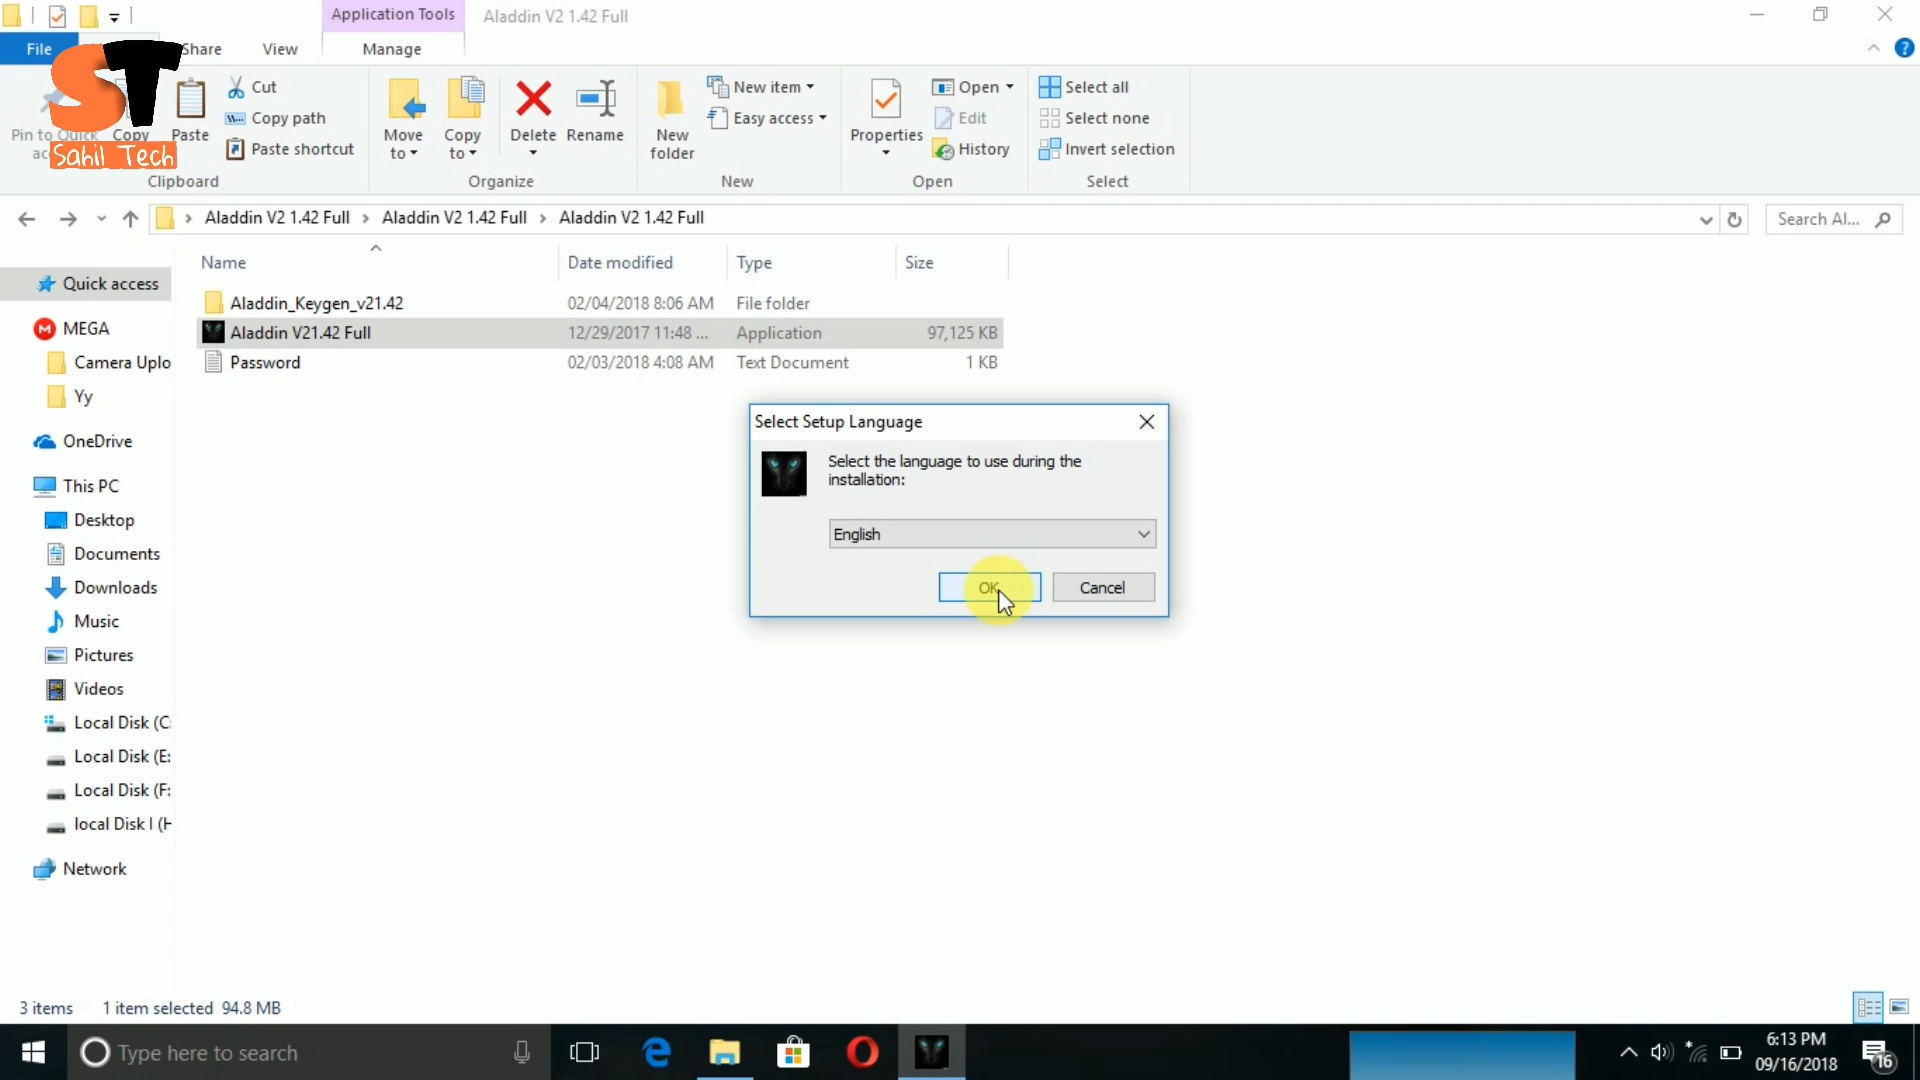 Application Tools
Aladdin V2 1.42 Full
File
Share
View
Manage
Pin to Quick
Copy
Paste
Cut
Copy path
Paste shortcut
Move
to
Copy
to
Delete
Rename
New
folder
New item
Easy access
Properties
Open
Edit
History
Select all
Select none
Invert selection
Clipboard
Organize
New
Open
Select
ST
Sahil Tech
Aladdin V2 1.42 Full
Aladdin V2 1.42 Full
Aladdin V2 1.42 Full
Search Al...
Name
Date modified
Type
Size
Aladdin_Keygen_v21.42
02/04/2018 8:06 AM
File folder
Aladdin V21.42 Full
12/29/2017 11:48 ...
Application
97,125 KB
Password
02/03/2018 4:08 AM
Text Document
1 KB
Quick access
MEGA
Camera Uplo
Yy
OneDrive
This PC
Desktop
Documents
Downloads
Music
Pictures
Videos
Local Disk (C:
Local Disk (E:
Local Disk (F:
local Disk I (H
Network
Select Setup Language
Select the language to use during the
installation:
English
OK
Cancel
3 items
1 item selected 94.8 MB
Type here to search
6:13 PM
09/16/2018
16